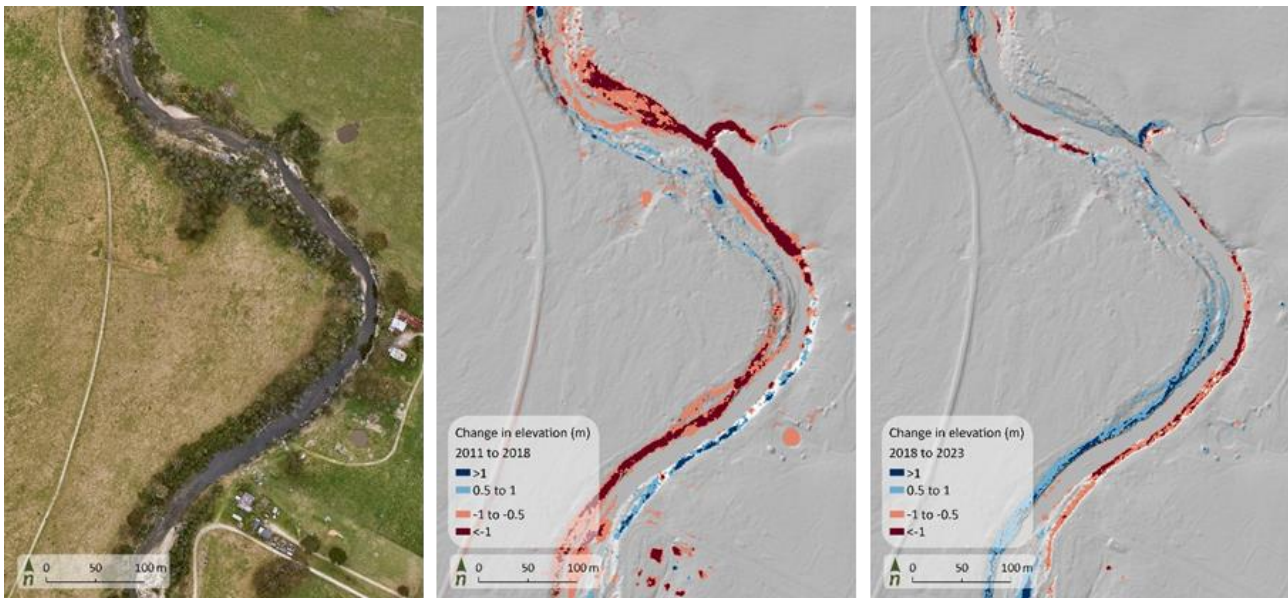 n
0 50 100 m
Change in elevation (m)
2011 to 2018
>1
0.5 to 1
-1 to -0.5
<-1
n
0 50 100 m
Change in elevation (m)
2018 to 2023
>1
0.5 to 1
-1 to -0.5
<-1
n
0 50 100 m